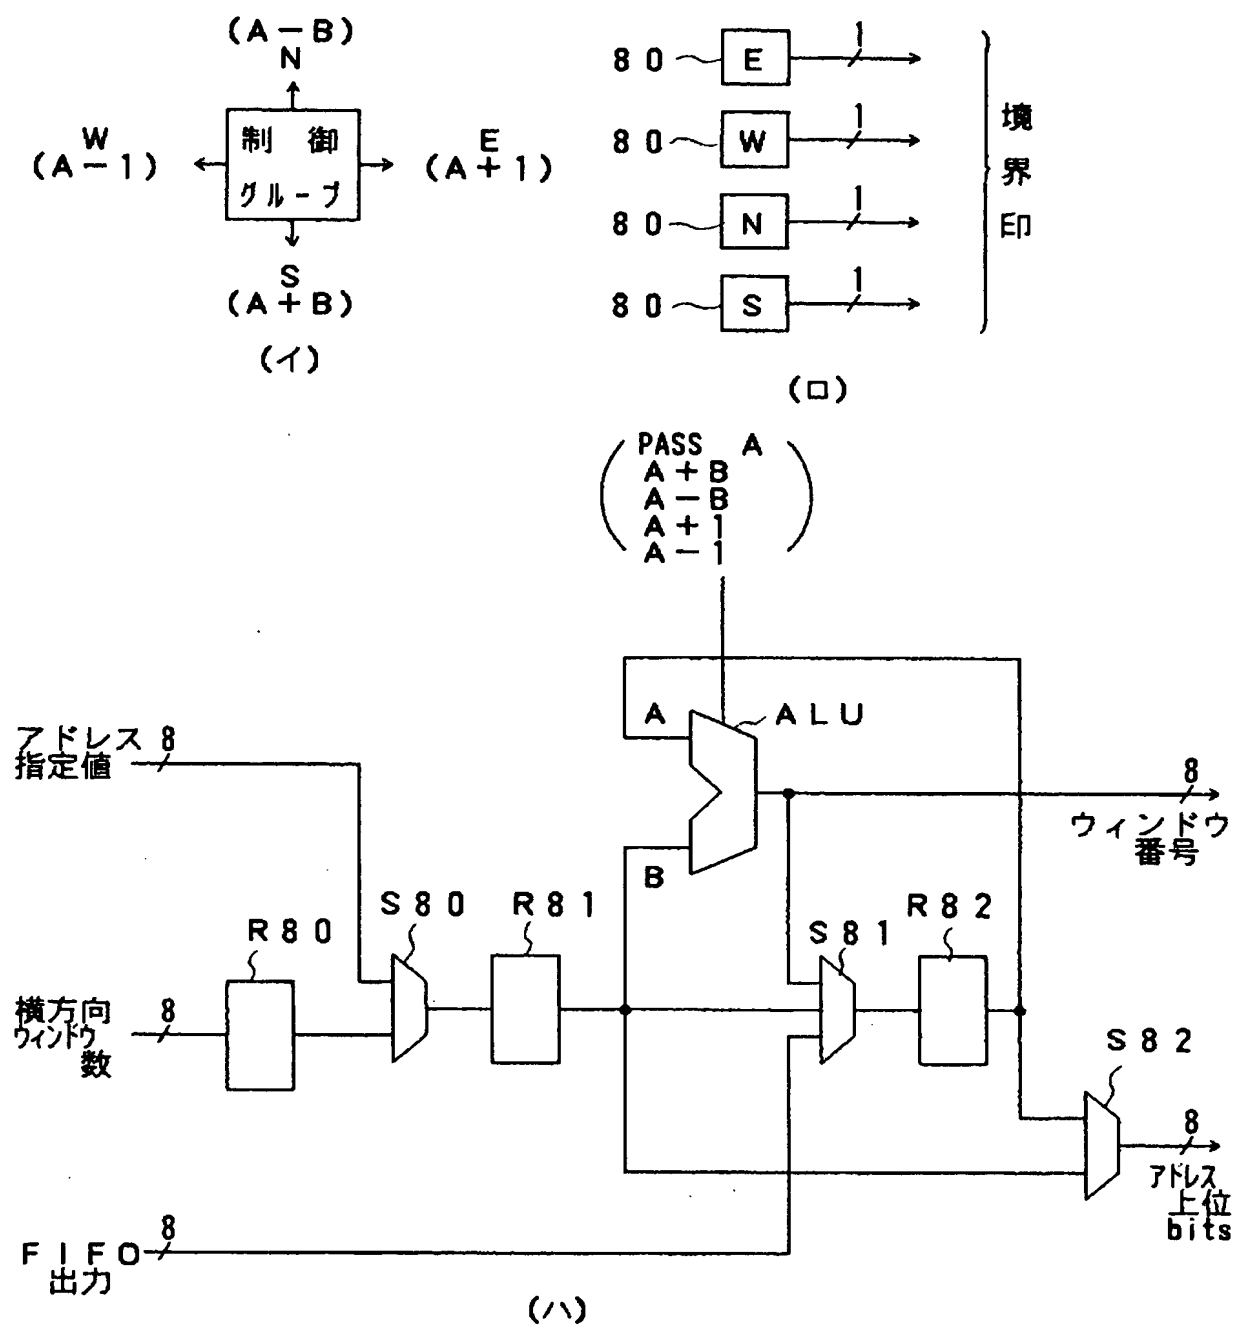 (A−B)
N
W
(A−1)
制御
グループ
E
(A+1)
S
(A+B)
(イ)
80 E 1
80 W 1
80 N 1
80 S 1
境界印
(ロ)
PASS A
A+B
A−B
A+1
A−1
A
ALU
B
アドレス 8
指定値
8
ウィンドウ
番号
R80
S80
R81
S81
R82
横方向 8
ウィンドウ
数
S82
8
アドレス
上位
bits
8
FIFO
出力
(ハ)